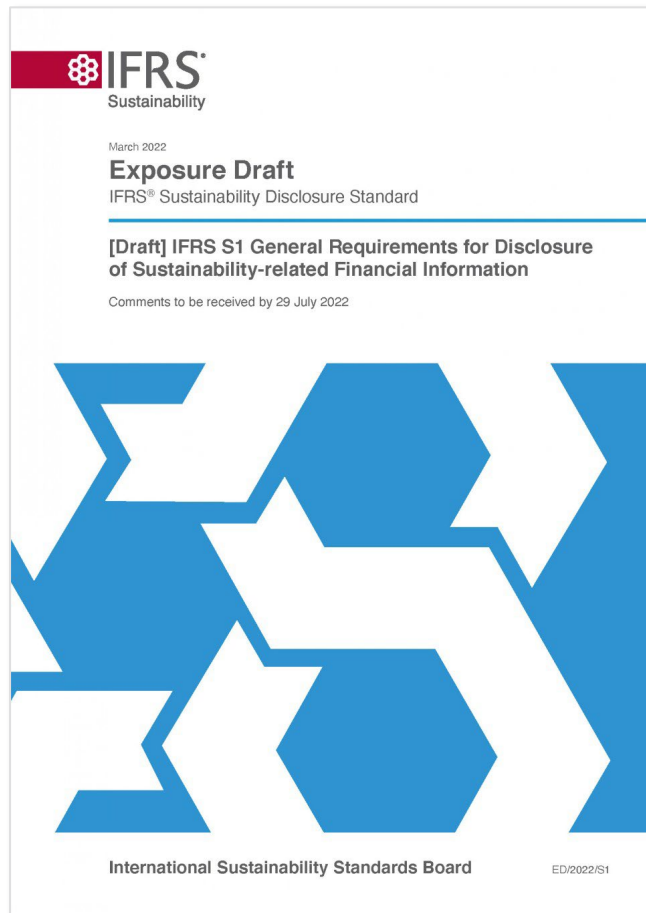 IFRS®
Sustainability
March 2022
Exposure Draft
IFRS® Sustainability Disclosure Standard
[Draft] IFRS S1 General Requirements for Disclosure
of Sustainability-related Financial Information
Comments to be received by 29 July 2022
International Sustainability Standards Board
ED/2022/S1